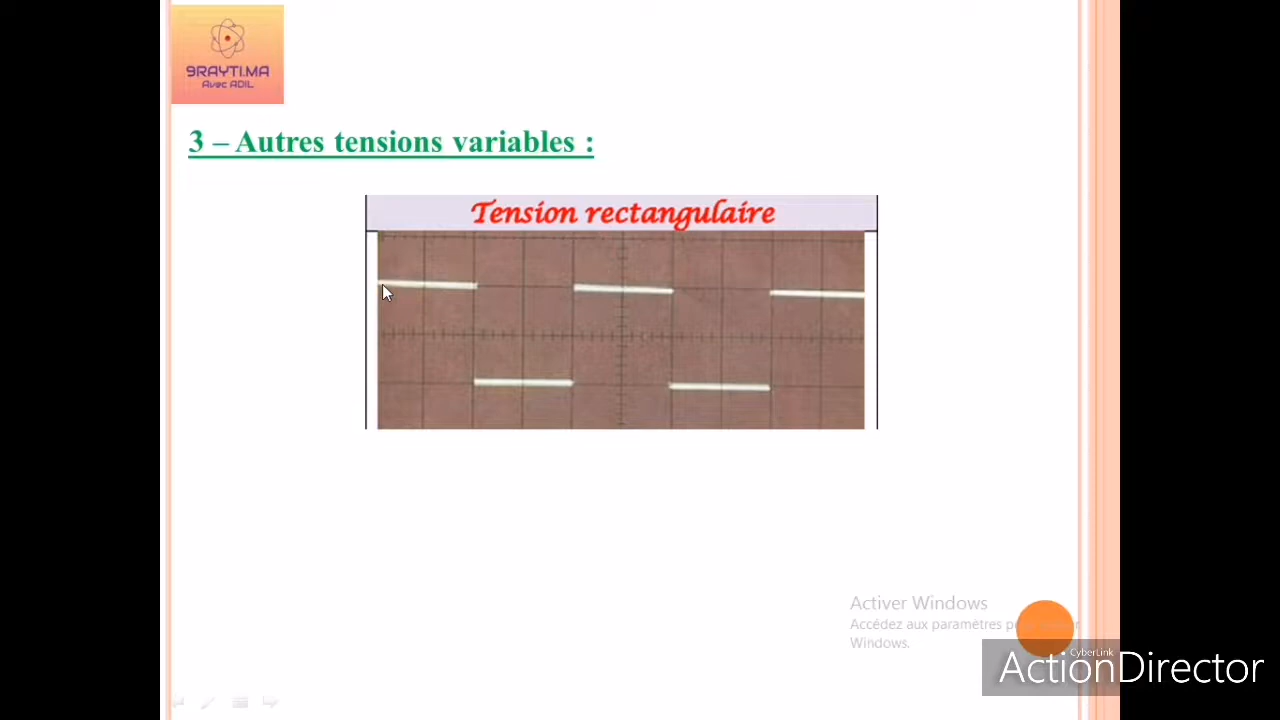 9RAYTI.MA
Avec ADIL
3 – Autres tensions variables :
Tension rectangulaire
Activer Windows
Accédez aux paramètres
Windows.
CyberLink
ActionDirector